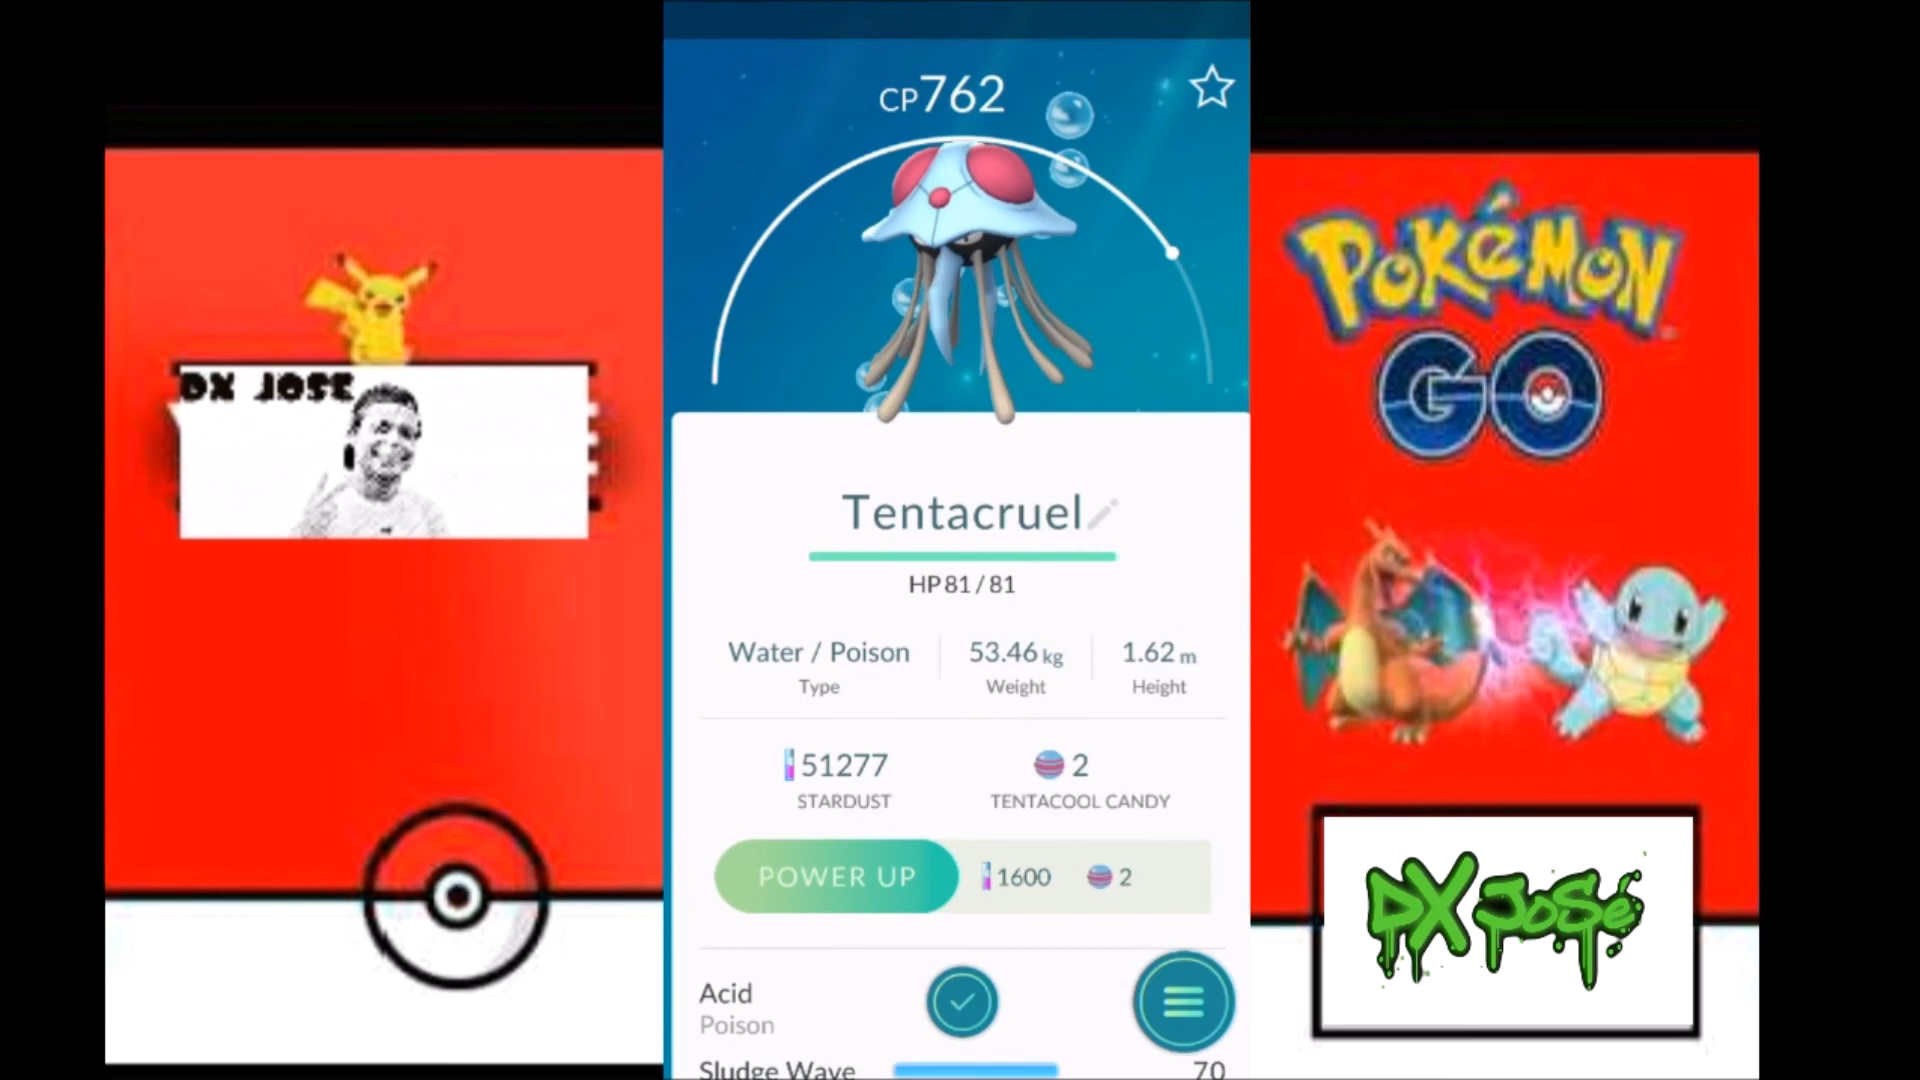 CP762
DX JOSE
POKéMON
GO
Tentacruel
HP 81 / 81
Water / Poison
Type
53.46 kg
Weight
1.62 m
Height
51277
STARDUST
2
TENTACOOL CANDY
POWER UP
1600
2
Acid
Poison
Sludge Wave
70
DX José